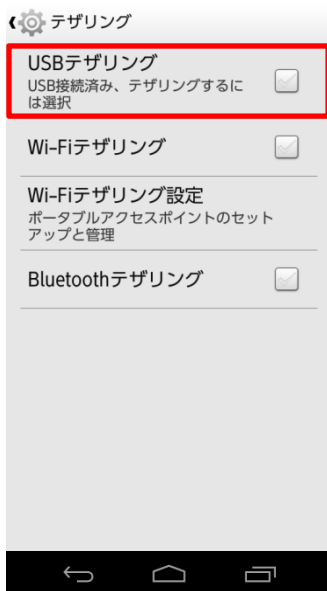 テザリング
USBテザリング
USB接続済み、テザリングするに
は選択
Wi-Fiテザリング
Wi-Fiテザリング設定
ポータブルアクセスポイントのセット
アップと管理
Bluetoothテザリング